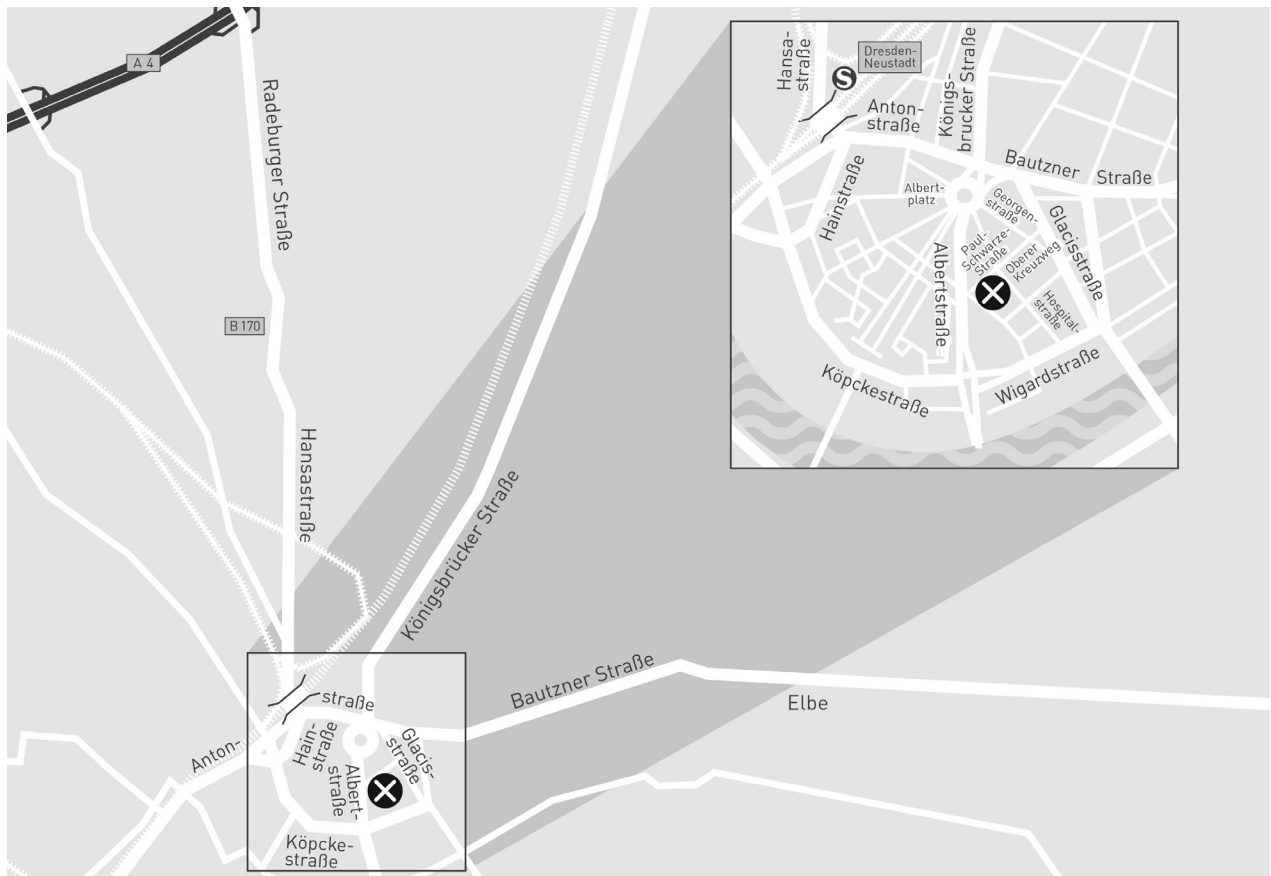 A 4
Radeburger Straße
B 170
Hansastraße
Königsbrücker Straße
Bautzner Straße
Elbe
Anton-
straße
Hain-
straße
Albert-
straße
Glacis-
straße
Köpcke-
straße
Hansa-
straße
S
Dresden-
Neustadt
Anton-
straße
Königs-
brucker Straße
Bautzner Straße
Hainstraße
Albert-
platz
Georgen-
straße
Glacisstraße
Paul-
Schwarze-
Straße
Oberer
Kreuzweg
Albertstraße
Hospital-
straße
Köpckestraße
Wigardstraße